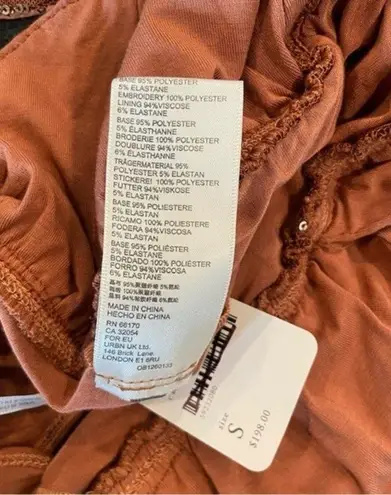 BASE 95% POLYESTER
5% ELASTANE
EMBROIDERY 100% POLYESTER
LINING 94%VISCOSE
6% ELASTANE
BASE 95% POLYESTER
5% ÉLASTHANNE
BRODERIE 100% POLYESTER
DOUBLURE 94%VISCOSE
6% ÉLASTHANNE
TRÄGERMATERIAL 95%
POLYESTER 5% ELASTAN
STICKEREI 100% POLYESTER
FUTTER 94%VISKOSE
6% ELASTAN
BASE 95% POLIESTERE
5% ELASTAN
RICAMO 100% POLIESTERE
FODERA 94%VISCOSA
6% ELASTAN
BASE 95% POLIÉSTER
5% ELASTANO
BORDADO 100% POLIÉSTER
FORRO 94%VISCOSA
6% ELASTANO
MADE IN CHINA
HECHO EN CHINA
RN 66170
CA 32054
FOR EU
URBN UK Ltd.
146 Brick Lane,
LONDON E1 6RU
OB1260132
size
S
$198.00